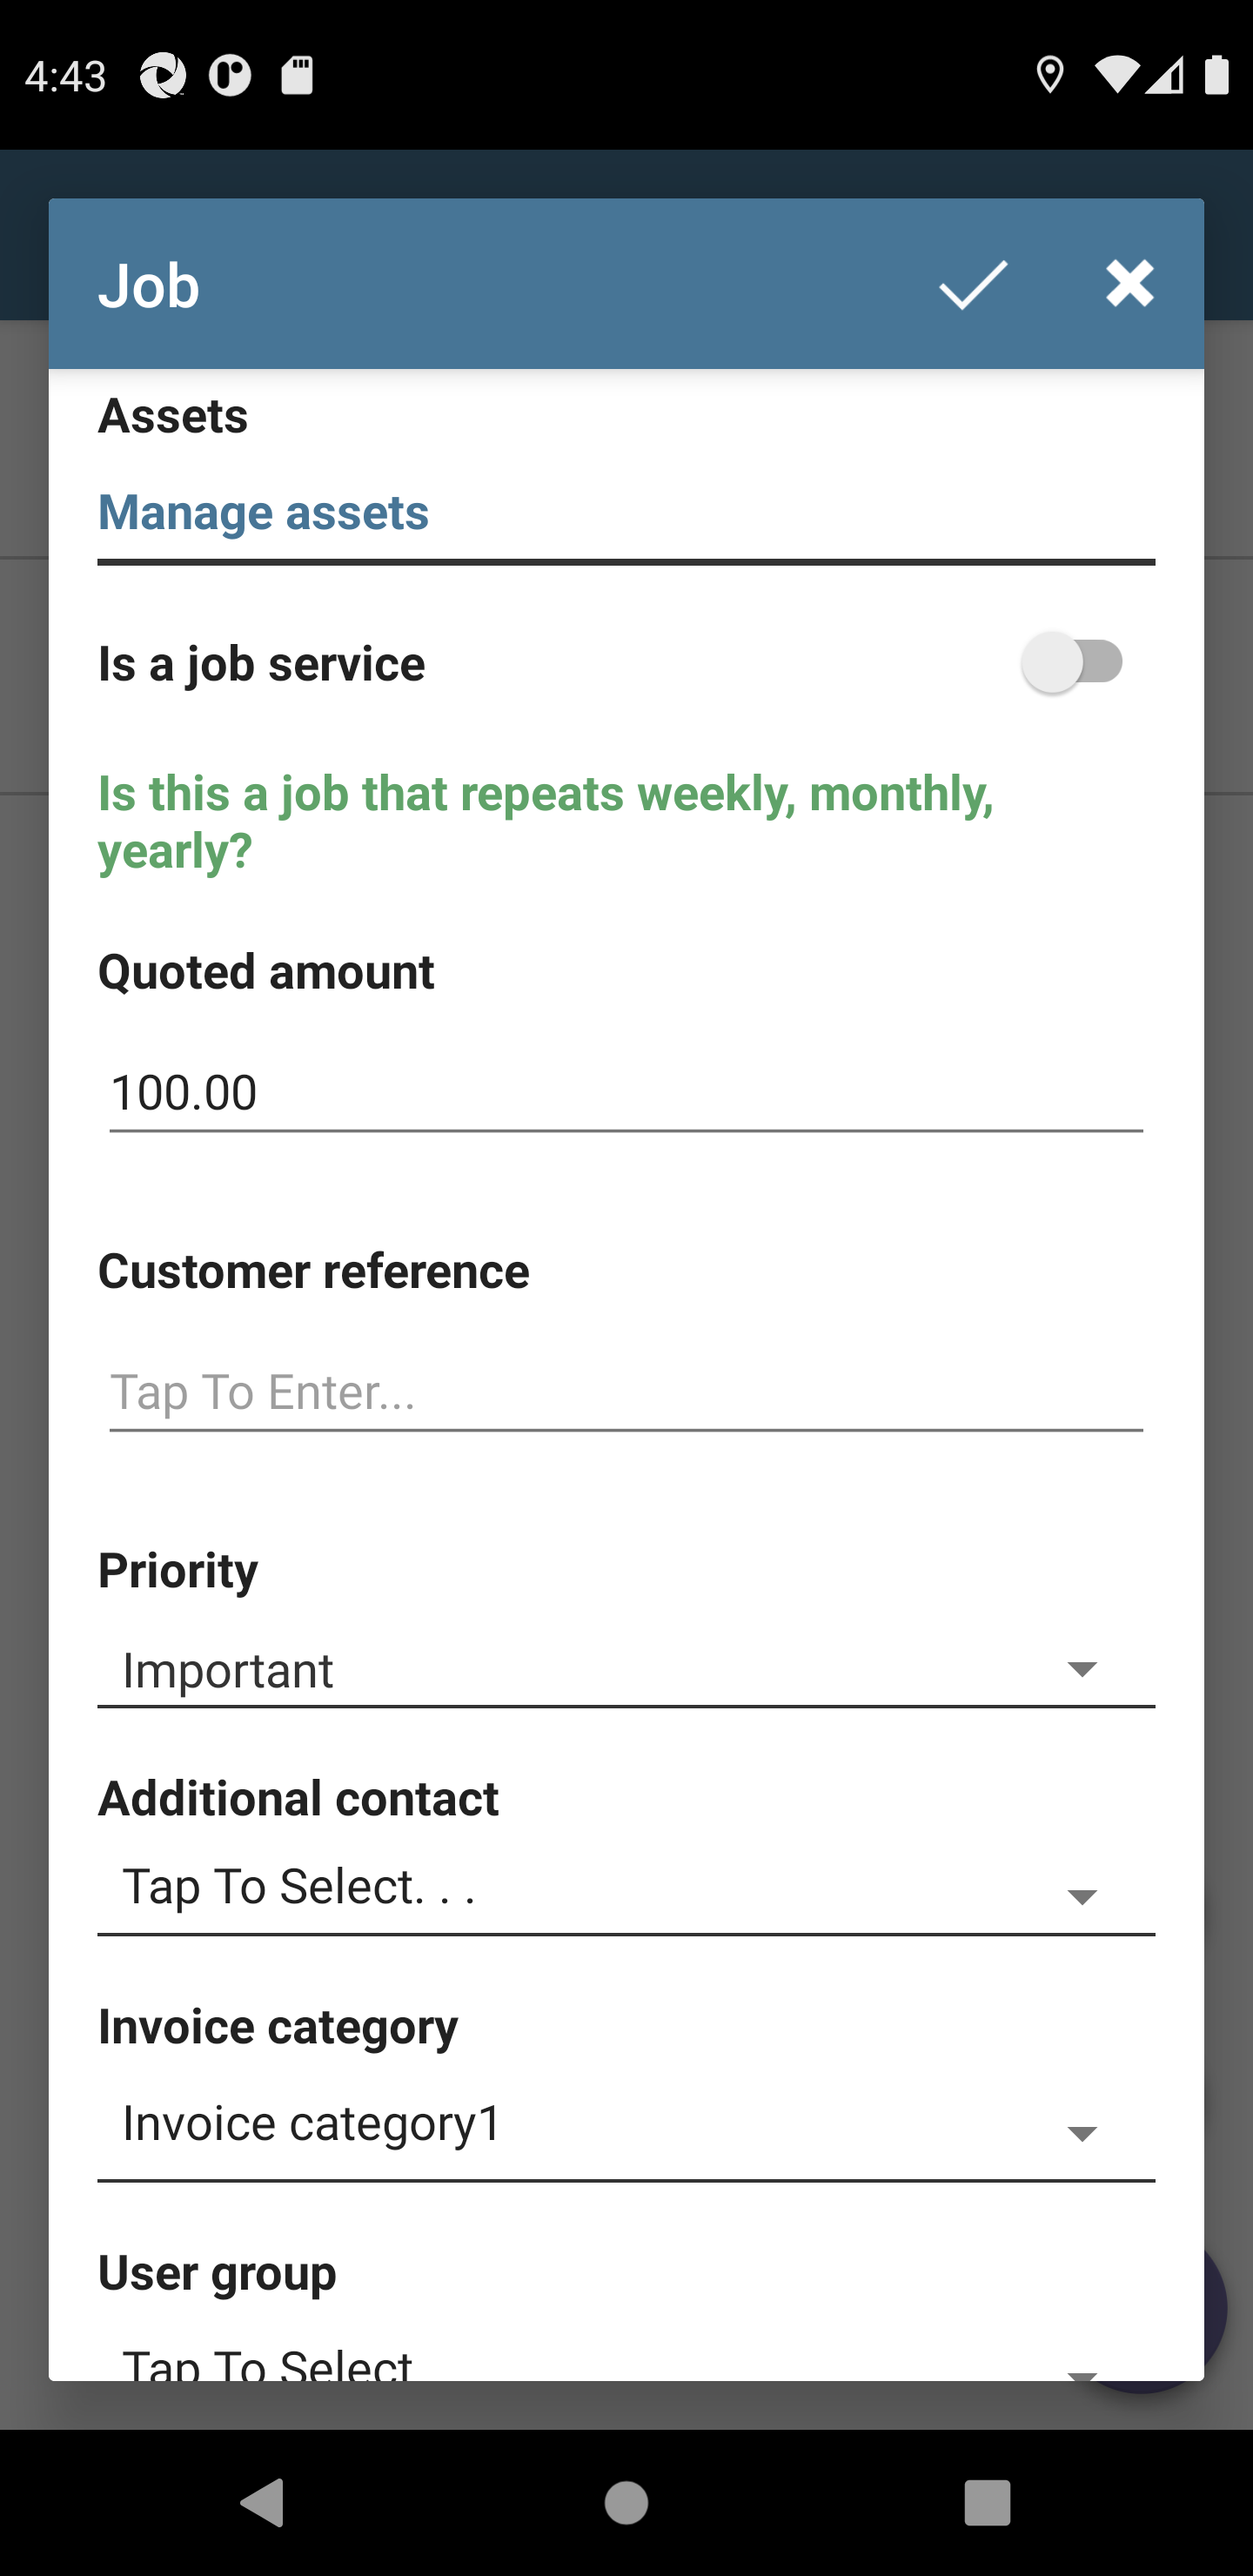 4:43
Job
Assets
Manage assets
Is a job service
Is this a job that repeats weekly, monthly,
yearly?
Quoted amount
100.00
Customer reference
Tap To Enter...
Priority
Important
Additional contact
Tap To Select. . .
Invoice category
Invoice category1
User group
Tap To Select